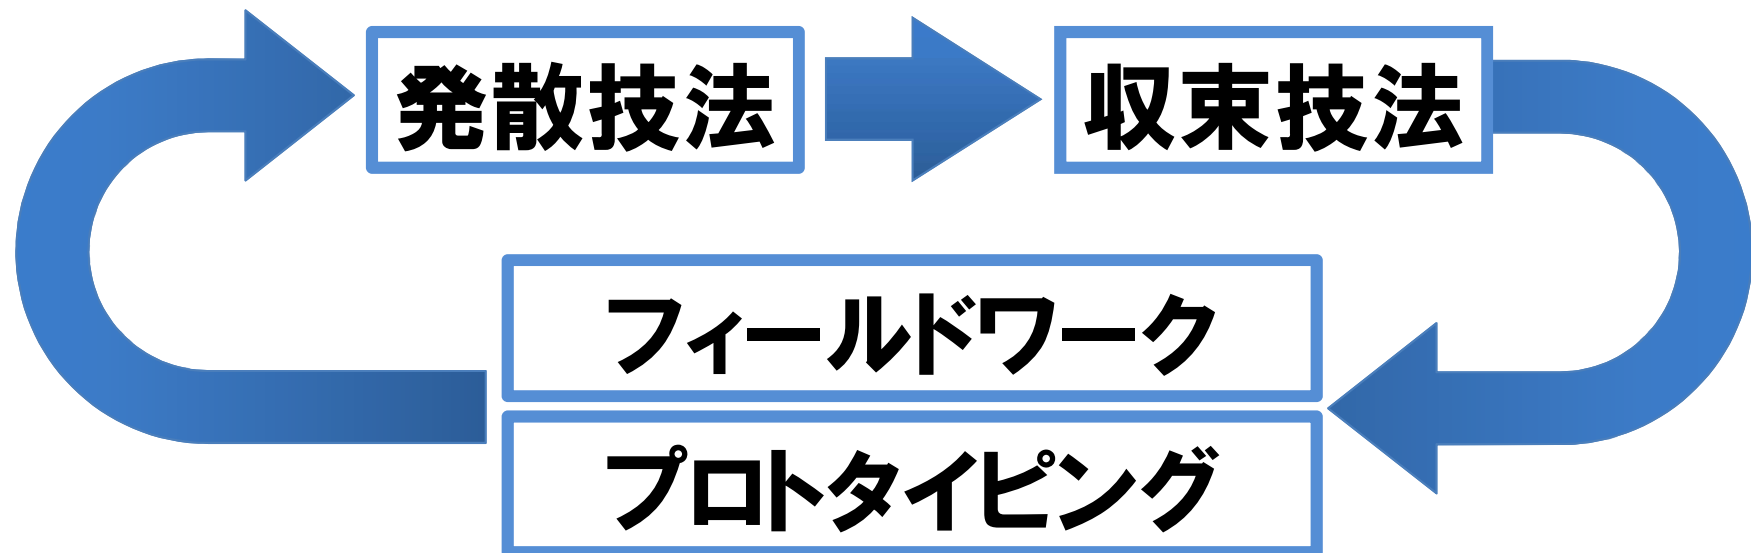 発散技法
収束技法
フィールドワーク
プロトタイピング